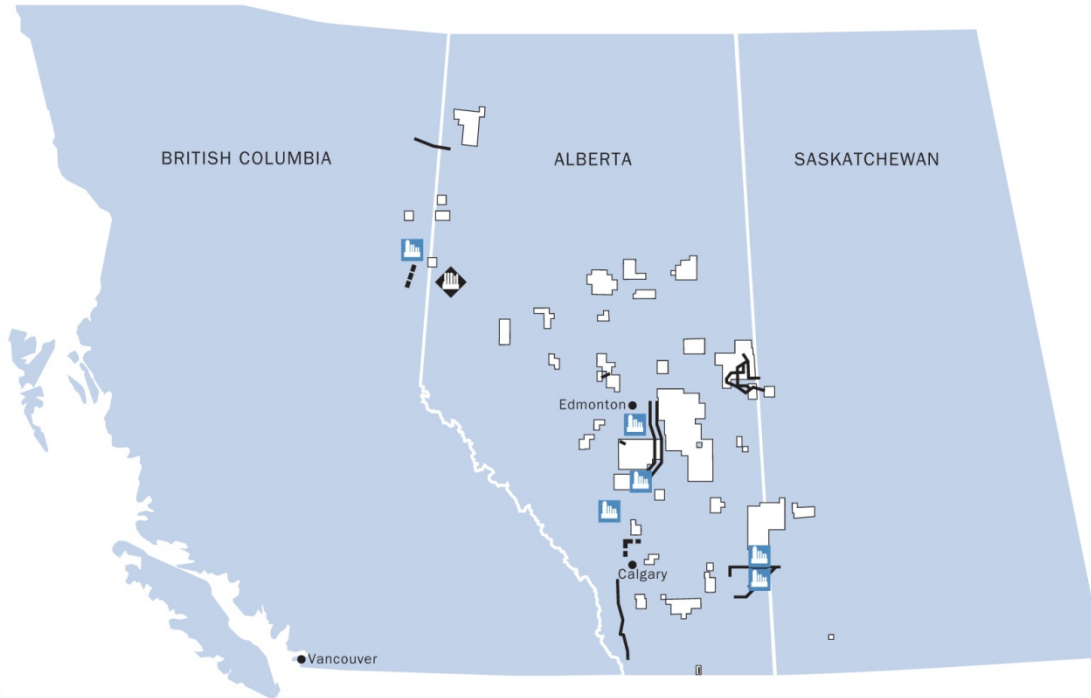 BRITISH COLUMBIA
ALBERTA
SASKATCHEWAN
Edmonton
Calgary
Vancouver